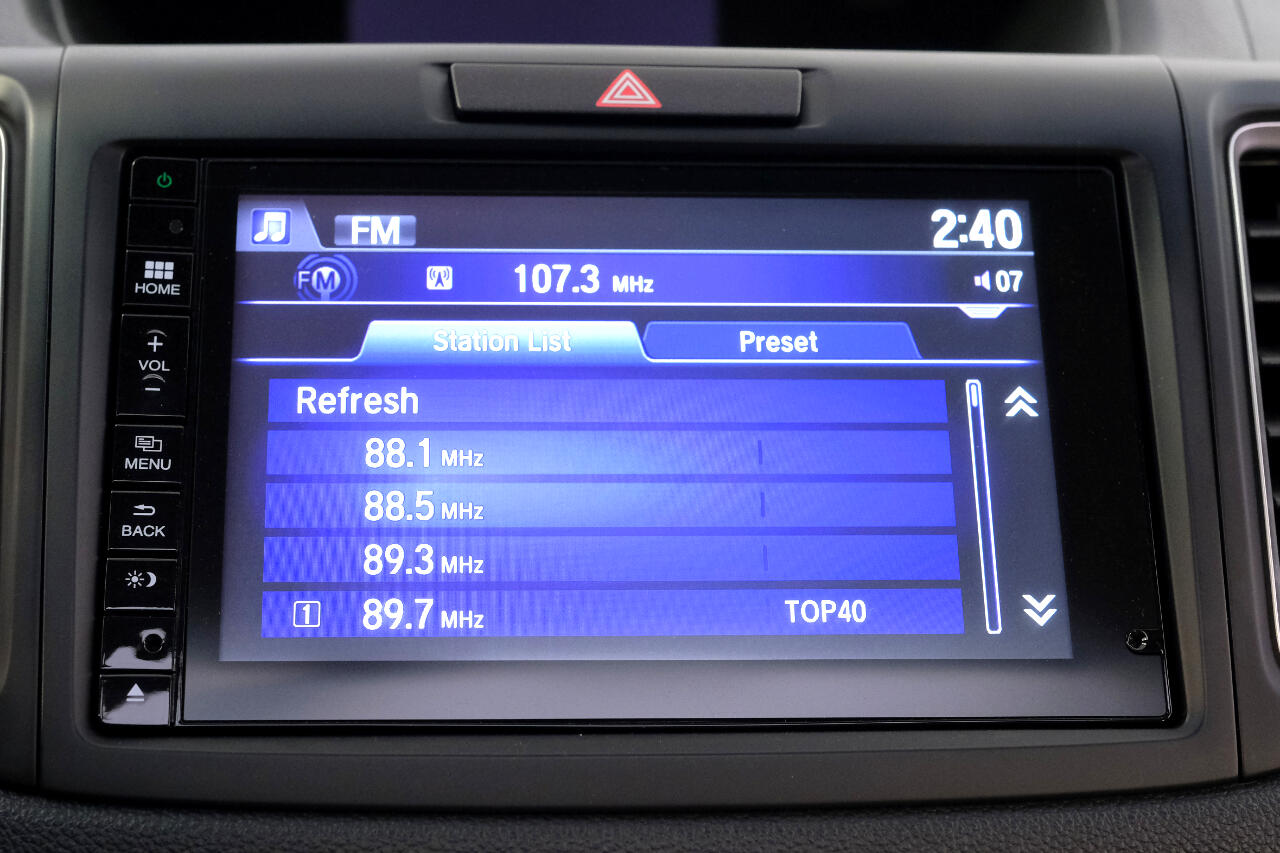 FM 2:40
FM 107.3 MHz 07
Station List Preset
Refresh
88.1 MHz
88.5 MHz
89.3 MHz
1 89.7 MHz TOP40
HOME
+
VOL
−
MENU
BACK